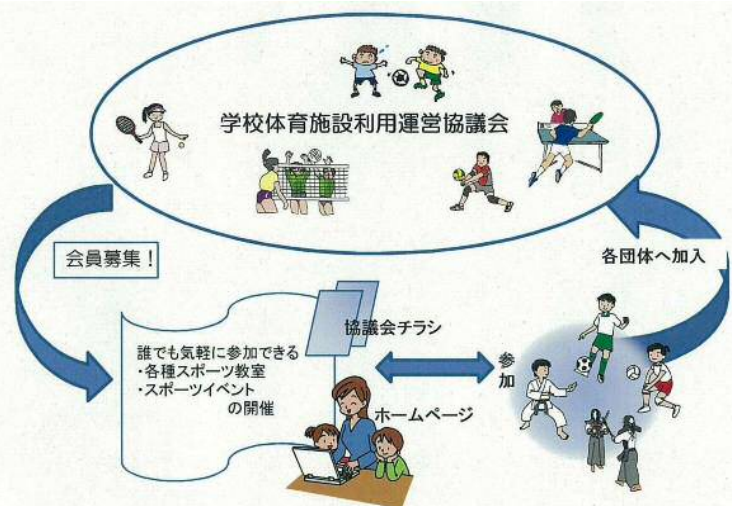 学校体育施設利用運営協議会
会員募集！
各団体へ加入
協議会チラシ
誰でも気軽に参加できる
・各種スポーツ教室
・スポーツイベント
の開催
参加
ホームページ